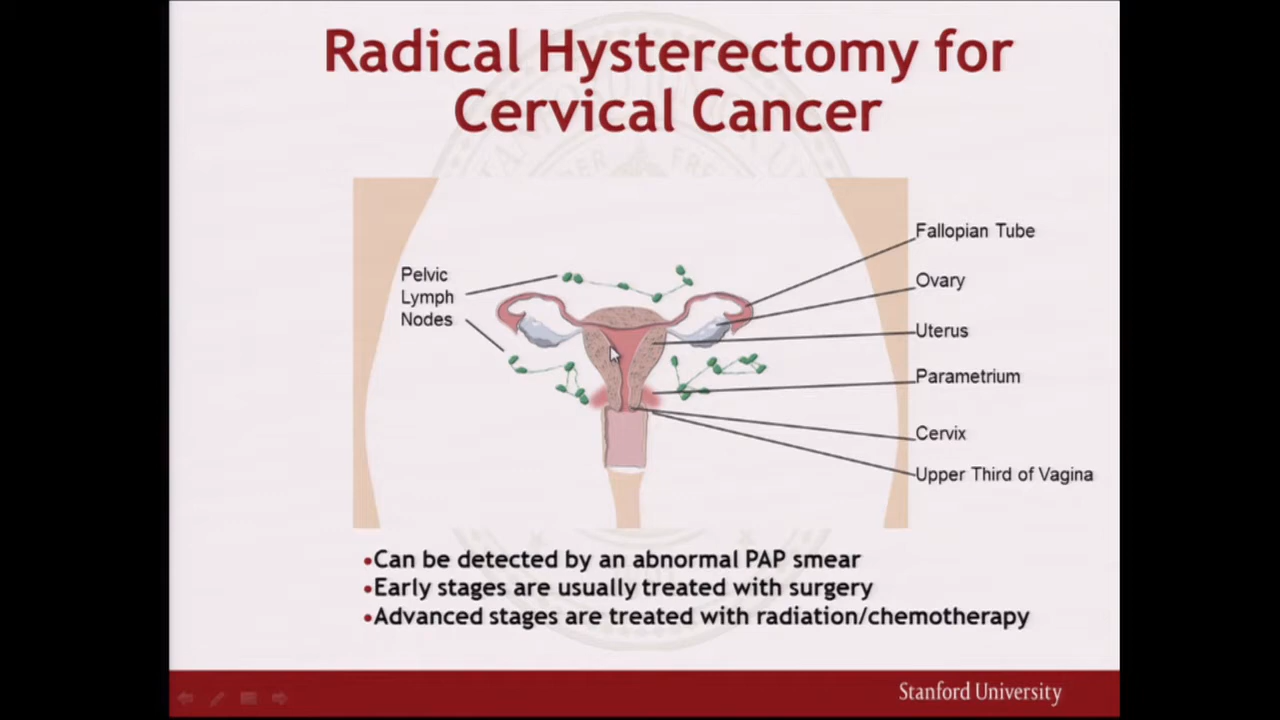 Radical Hysterectomy for
Cervical Cancer
Pelvic
Lymph
Nodes
Fallopian Tube
Ovary
Uterus
Parametrium
Cervix
Upper Third of Vagina
•Can be detected by an abnormal PAP smear
•Early stages are usually treated with surgery
•Advanced stages are treated with radiation/chemotherapy
Stanford University